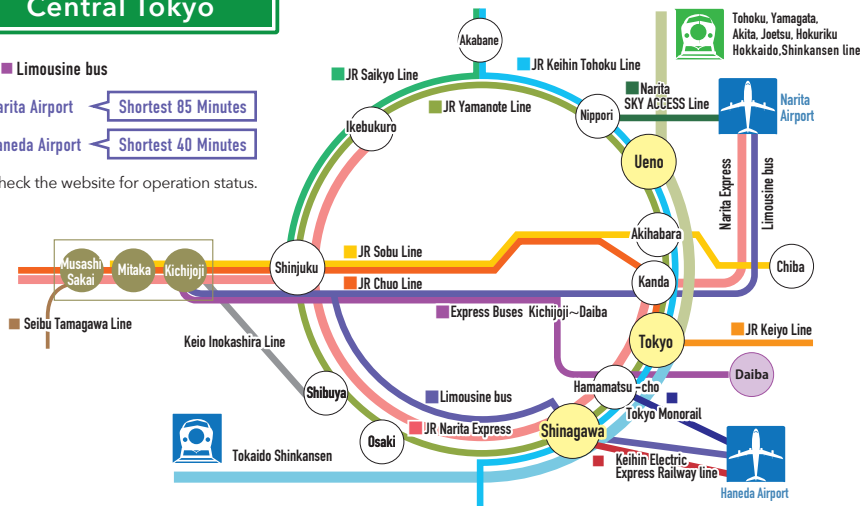 Central Tokyo
Limousine bus
arita Airport
Shortest 85 Minutes
aneda Airport
Shortest 40 Minutes
heck the website for operation status.
Akabane
JR Saikyo Line
JR Keihin Tohoku Line
JR Yamanote Line
Ikebukuro
Nippori
Narita
SKY ACCESS Line
Tohoku, Yamagata,
Akita, Joetsu, Hokuriku
Hokkaido,Shinkansen line
Narita
Airport
Ueno
Narita Express
Limousine bus
Akihabara
Musashi
Sakai
Mitaka
Kichijoji
Shinjuku
JR Sobu Line
JR Chuo Line
Kanda
Chiba
Seibu Tamagawa Line
Keio Inokashira Line
Express Buses Kichijoji~Daiba
Tokyo
JR Keiyo Line
Daiba
Shibuya
Limousine bus
Hamamatsu -cho
Tokyo Monorail
JR Narita Express
Shinagawa
Osaki
Tokaido Shinkansen
Keihin Electric
Express Railway line
Haneda Airport